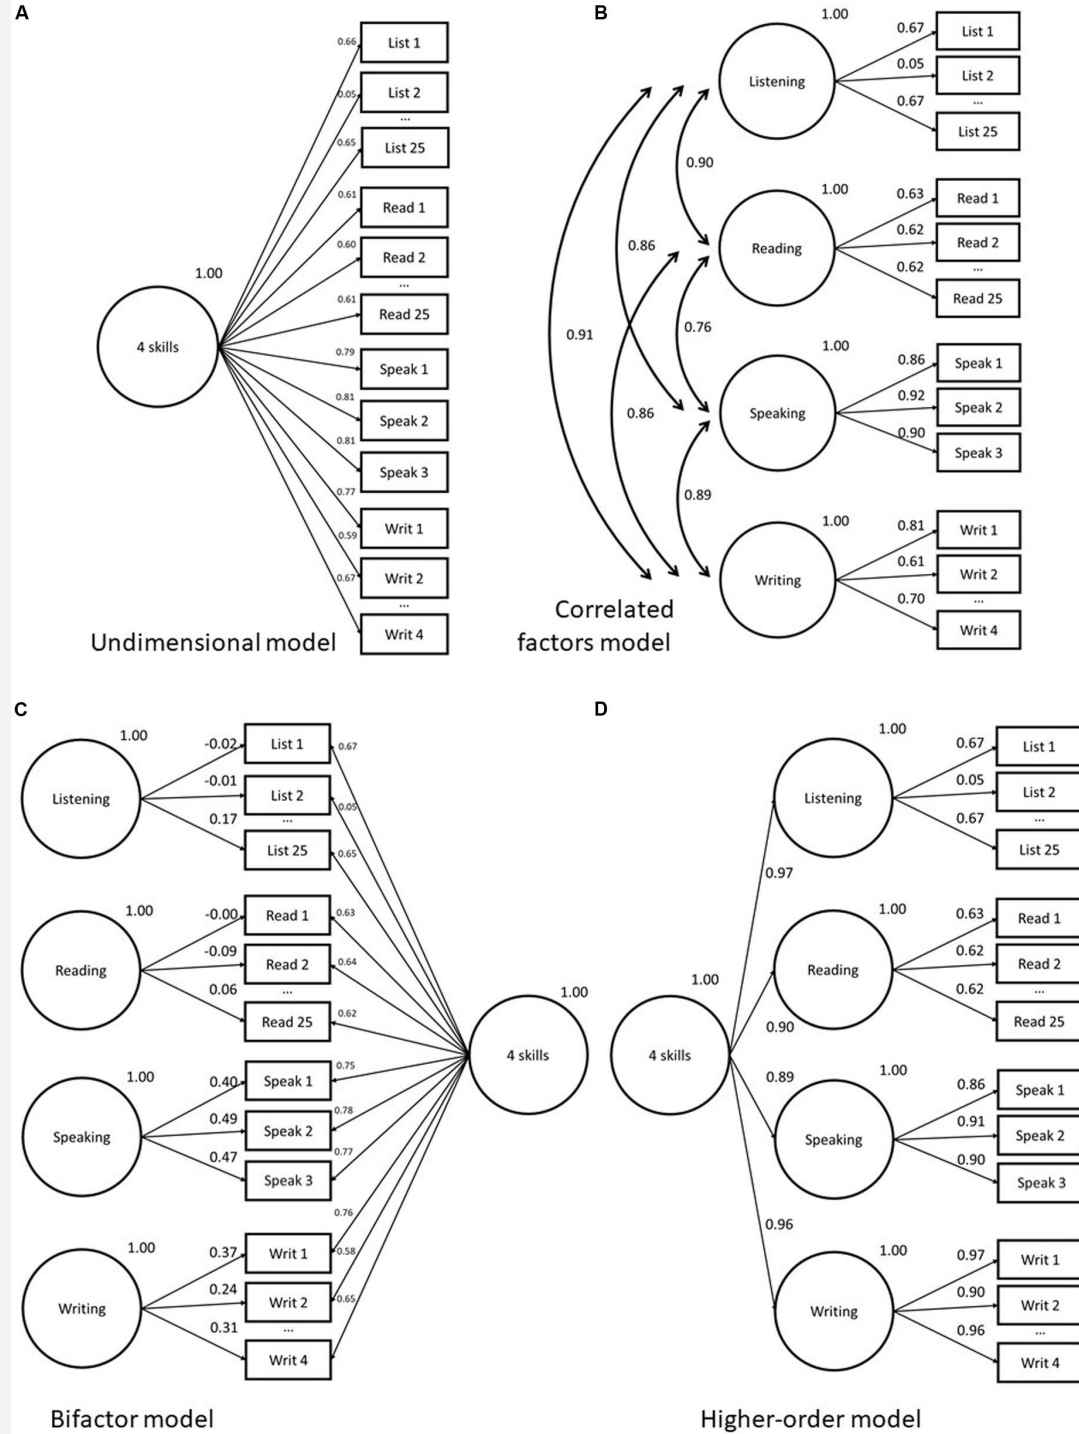 A
0.66
List 1
0.05
List 2
...
0.65
List 25
0.61
Read 1
0.60
Read 2
...
0.61
Read 25
1.00
4 skills
0.79
Speak 1
0.81
Speak 2
0.81
Speak 3
0.77
Writ 1
0.59
Writ 2
...
0.67
Writ 4
Undimensional model
B
1.00
Listening
0.67
List 1
0.05
List 2
...
0.67
List 25
0.90
1.00
Reading
0.63
Read 1
0.62
Read 2
...
0.62
Read 25
0.86
0.91
0.76
1.00
Speaking
0.86
Speak 1
0.92
Speak 2
0.90
Speak 3
0.86
0.89
1.00
Writing
0.81
Writ 1
0.61
Writ 2
...
0.70
Writ 4
Correlated
factors model
C
1.00
Listening
-0.02
List 1
0.67
-0.01
List 2
0.05
...
0.17
List 25
0.65
1.00
Reading
-0.00
Read 1
0.63
-0.09
Read 2
0.64
...
0.06
Read 25
0.62
1.00
4 skills
1.00
Speaking
0.40
Speak 1
0.75
0.49
Speak 2
0.78
0.47
Speak 3
0.77
1.00
Writing
0.76
0.37
Writ 1
0.58
0.24
Writ 2
0.65
...
0.31
Writ 4
Bifactor model
D
1.00
Listening
0.67
List 1
0.05
List 2
...
0.67
List 25
0.97
1.00
Reading
0.63
Read 1
0.62
Read 2
...
0.62
Read 25
1.00
4 skills
0.90
0.89
1.00
Speaking
0.86
Speak 1
0.91
Speak 2
0.90
Speak 3
0.96
1.00
Writing
0.97
Writ 1
0.90
Writ 2
...
0.96
Writ 4
Higher-order model